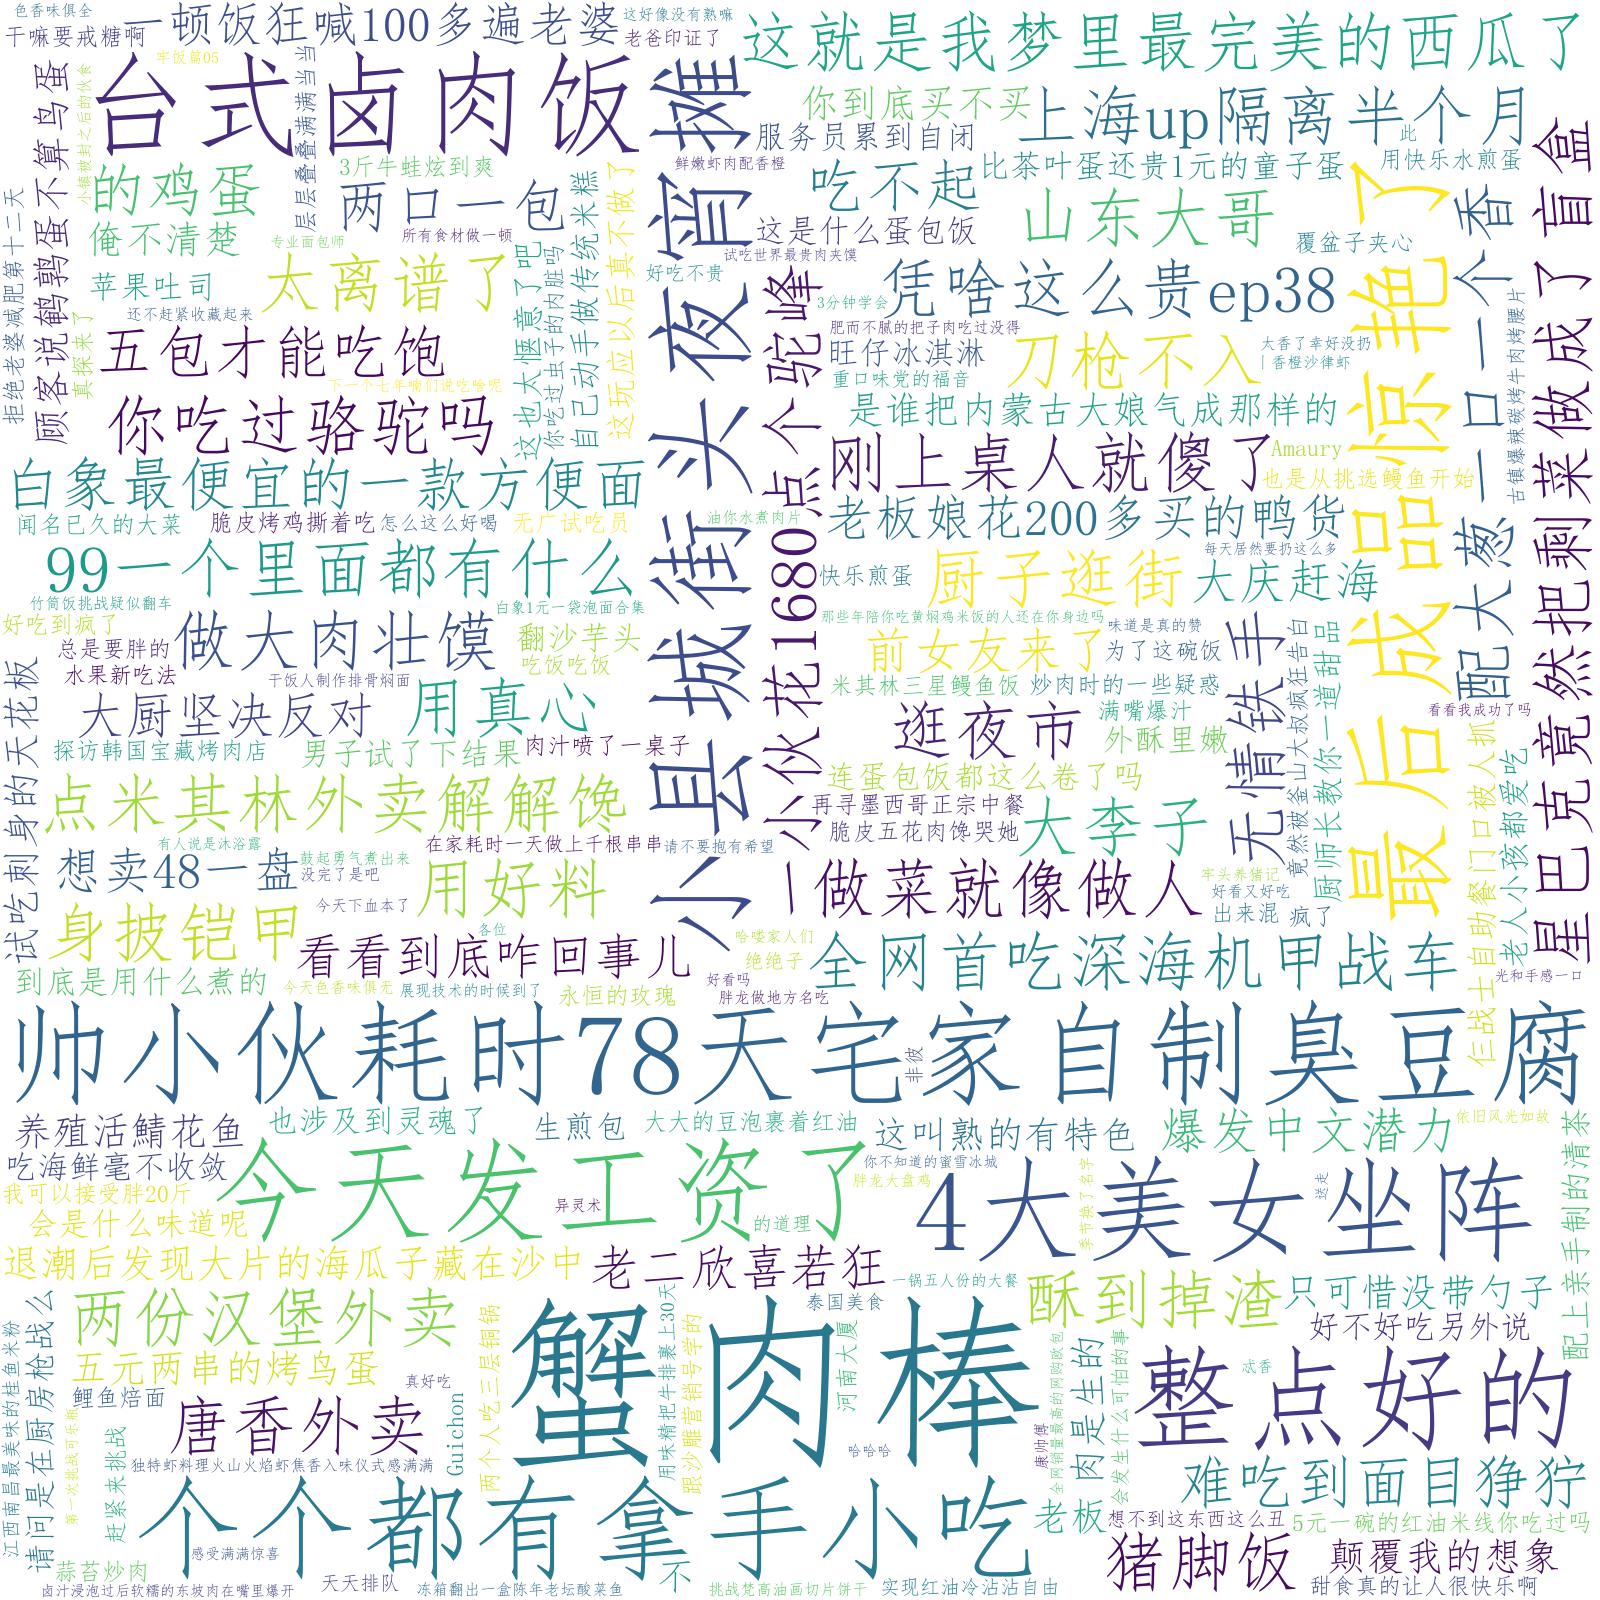 色香味俱全
一顿饭狂喊100多遍老婆
这好像没有熟嘛
干嘛要戒糖啊
老爸印证了
这就是我梦里最完美的西瓜了
牢饭篇05
台式卤肉饭
层层叠叠满满当当
小镇被封之后的伙食
顾客说鹌鹑蛋不算鸟蛋
拒绝老婆减肥第十二天
小县城街头夜宵摊
你到底买不买
上海up隔离半个月
服务员累到自闭
此
用快乐水煎蛋
鲜嫩虾肉配香橙
比茶叶蛋还贵1元的童子蛋
3斤牛蛙炫到爽
的鸡蛋
两口一包
吃不起
山东大哥
俺不清楚
专业面包师
所有食材做一顿
这是什么蛋包饭
覆盆子夹心
试吃世界最贵肉夹馍
苹果吐司
太离谱了
好吃不贵
凭啥这么贵ep38
3分钟学会
还不赶紧收藏起来
真探来了
这也太惬意了吧
你吃过虫子的内脏吗
自己动手做传统米糕
这玩应以后真不做了
小伙花1680点个驼峰
五包才能吃饱
肥而不腻的把子肉吃过没得
旺仔冰淇淋
刀枪不入
太香了幸好没扔
|香橙沙律虾
重口味党的福音
下一个七年喃们说吃啥呢
你吃过骆驼吗
是谁把内蒙古大娘气成那样的
刚上桌人就傻了
Amaury
也是从挑选鳗鱼开始
白象最便宜的一款方便面
老板娘花200多买的鸭货
闻名已久的大菜
脆皮烤鸡撕着吃
怎么这么好喝
无广试吃员
油你水煮肉片
每天居然要扔这么多
99一个里面都有什么
快乐煎蛋
厨子逛街
大庆赶海
竹筒饭挑战疑似翻车
白象1元一袋泡面合集
那些年陪你吃黄焖鸡米饭的人还在你身边吗
好吃到疯了
做大肉壮馍
翻沙芋头
前女友来了
味道是真的赞
总是要胖的
吃饭吃饭
为了这碗饭
水果新吃法
干饭人制作排骨焖面
米其林三星鳗鱼饭
炒肉时的一些疑惑
大厨坚决反对
用真心
逛夜市
满嘴爆汁
外酥里嫩
看看我成功了吗
探访韩国宝藏烤肉店
男子试了下结果
肉汁喷了一桌子
点米其林外卖解解馋
连蛋包饭都这么卷了吗
再寻墨西哥正宗中餐
脆皮五花肉馋哭她
大李子
试吃刺身的天花板
有人说是沐浴露
在家耗时一天做上千根串串
请不要抱有希望
想卖48一盘
鼓起勇气煮出来
没完了是吧
用好料
|做菜就像做人
牢头养猪记
好看又好吃
今天下血本了
出来混
疯了
身披铠甲
各位
看看到底咋回事儿
哈喽家人们
绝绝子
全网首吃深海机甲战车
到底是用什么煮的
今天色香味俱无
展现技术的时候到了
永恒的玫瑰
好看吗
胖龙做地方名吃
光和手感一口
无情铁手
竟然被釜山大叔疯狂告白
厨师长教你一道甜品
最后成品惊艳了
配大葱一口一个香
古镇爆辣碳烤牛肉烤腰片
星巴克竟然把剩菜做成了盲盒
仨战士自助餐门口被人抓
老人小孩都爱吃
帅小伙耗时78天宅家自制臭豆腐
非彼
养殖活鲭花鱼
也涉及到灵魂了
生煎包
大大的豆泡裹着红油
这叫熟的有特色
爆发中文潜力
依旧风光如故
吃海鲜毫不收敛
今天发工资了
你不知道的蜜雪冰城
胖龙大盘鸡
4大美女坐阵
季节换了名字
送走
配上亲手制的清茶
我可以接受胖20斤
异灵术
的道理
会是什么味道呢
退潮后发现大片的海瓜子藏在沙中
老二欣喜若狂
一锅五人份的大餐
酥到掉渣
只可惜没带勺子
两份汉堡外卖
泰国美食
好不好吃另外说
五元两串的烤鸟蛋
蟹肉棒
河南大厦
整点好的
忒香
鲤鱼焙面
真好吃
唐香外卖
Guichon
两个人吃三层铜锅
用味精把牛排裹上30天
跟沙雕营销号学的
哈哈哈
康帅傅
全网销量最高的网购欧包
肉是生的
会发生什么可怕的事
江西南昌最美味的桂鱼米粉
请问是在厨房枪战么
第一次挑战可乐瓶
赶紧来挑战
独特虾料理火山火焰虾焦香入味仪式感满满
难吃到面目狰狞
个个都有拿手小吃
老板
想不到这东西这么丑
5元一碗的红油米线你吃过吗
感受满满惊喜
蒜苔炒肉
不
猪脚饭
颠覆我的想象
卤汁浸泡过后软糯的东坡肉在嘴里爆开
天天排队
冻箱翻出一盒陈年老坛酸菜鱼
挑战梵高油画切片饼干
实现红油冷沾沾自由
甜食真的让人很快乐啊